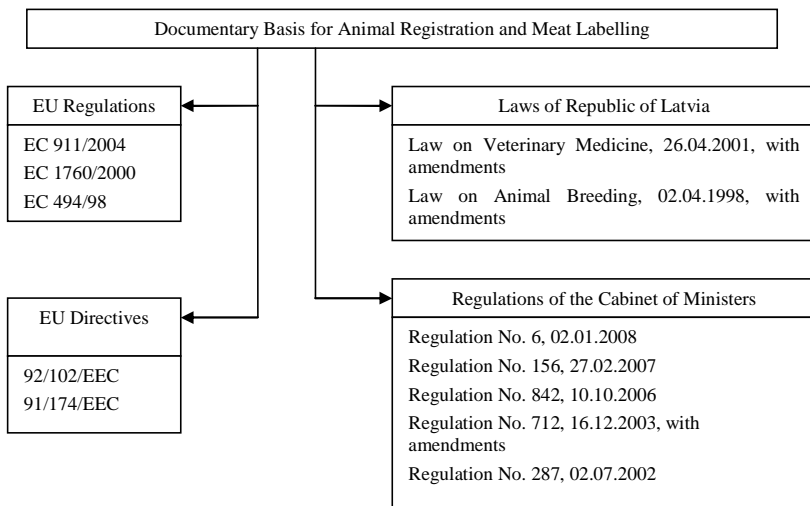 Documentary Basis for Animal Registration and Meat Labelling
EU Regulations
EC 911/2004
EC 1760/2000
EC 494/98
Laws of Republic of Latvia
Law on Veterinary Medicine, 26.04.2001, with
amendments
Law on Animal Breeding, 02.04.1998, with
amendments
EU Directives
92/102/EEC
91/174/EEC
Regulations of the Cabinet of Ministers
Regulation No. 6, 02.01.2008
Regulation No. 156, 27.02.2007
Regulation No. 842, 10.10.2006
Regulation No. 712, 16.12.2003, with
amendments
Regulation No. 287, 02.07.2002